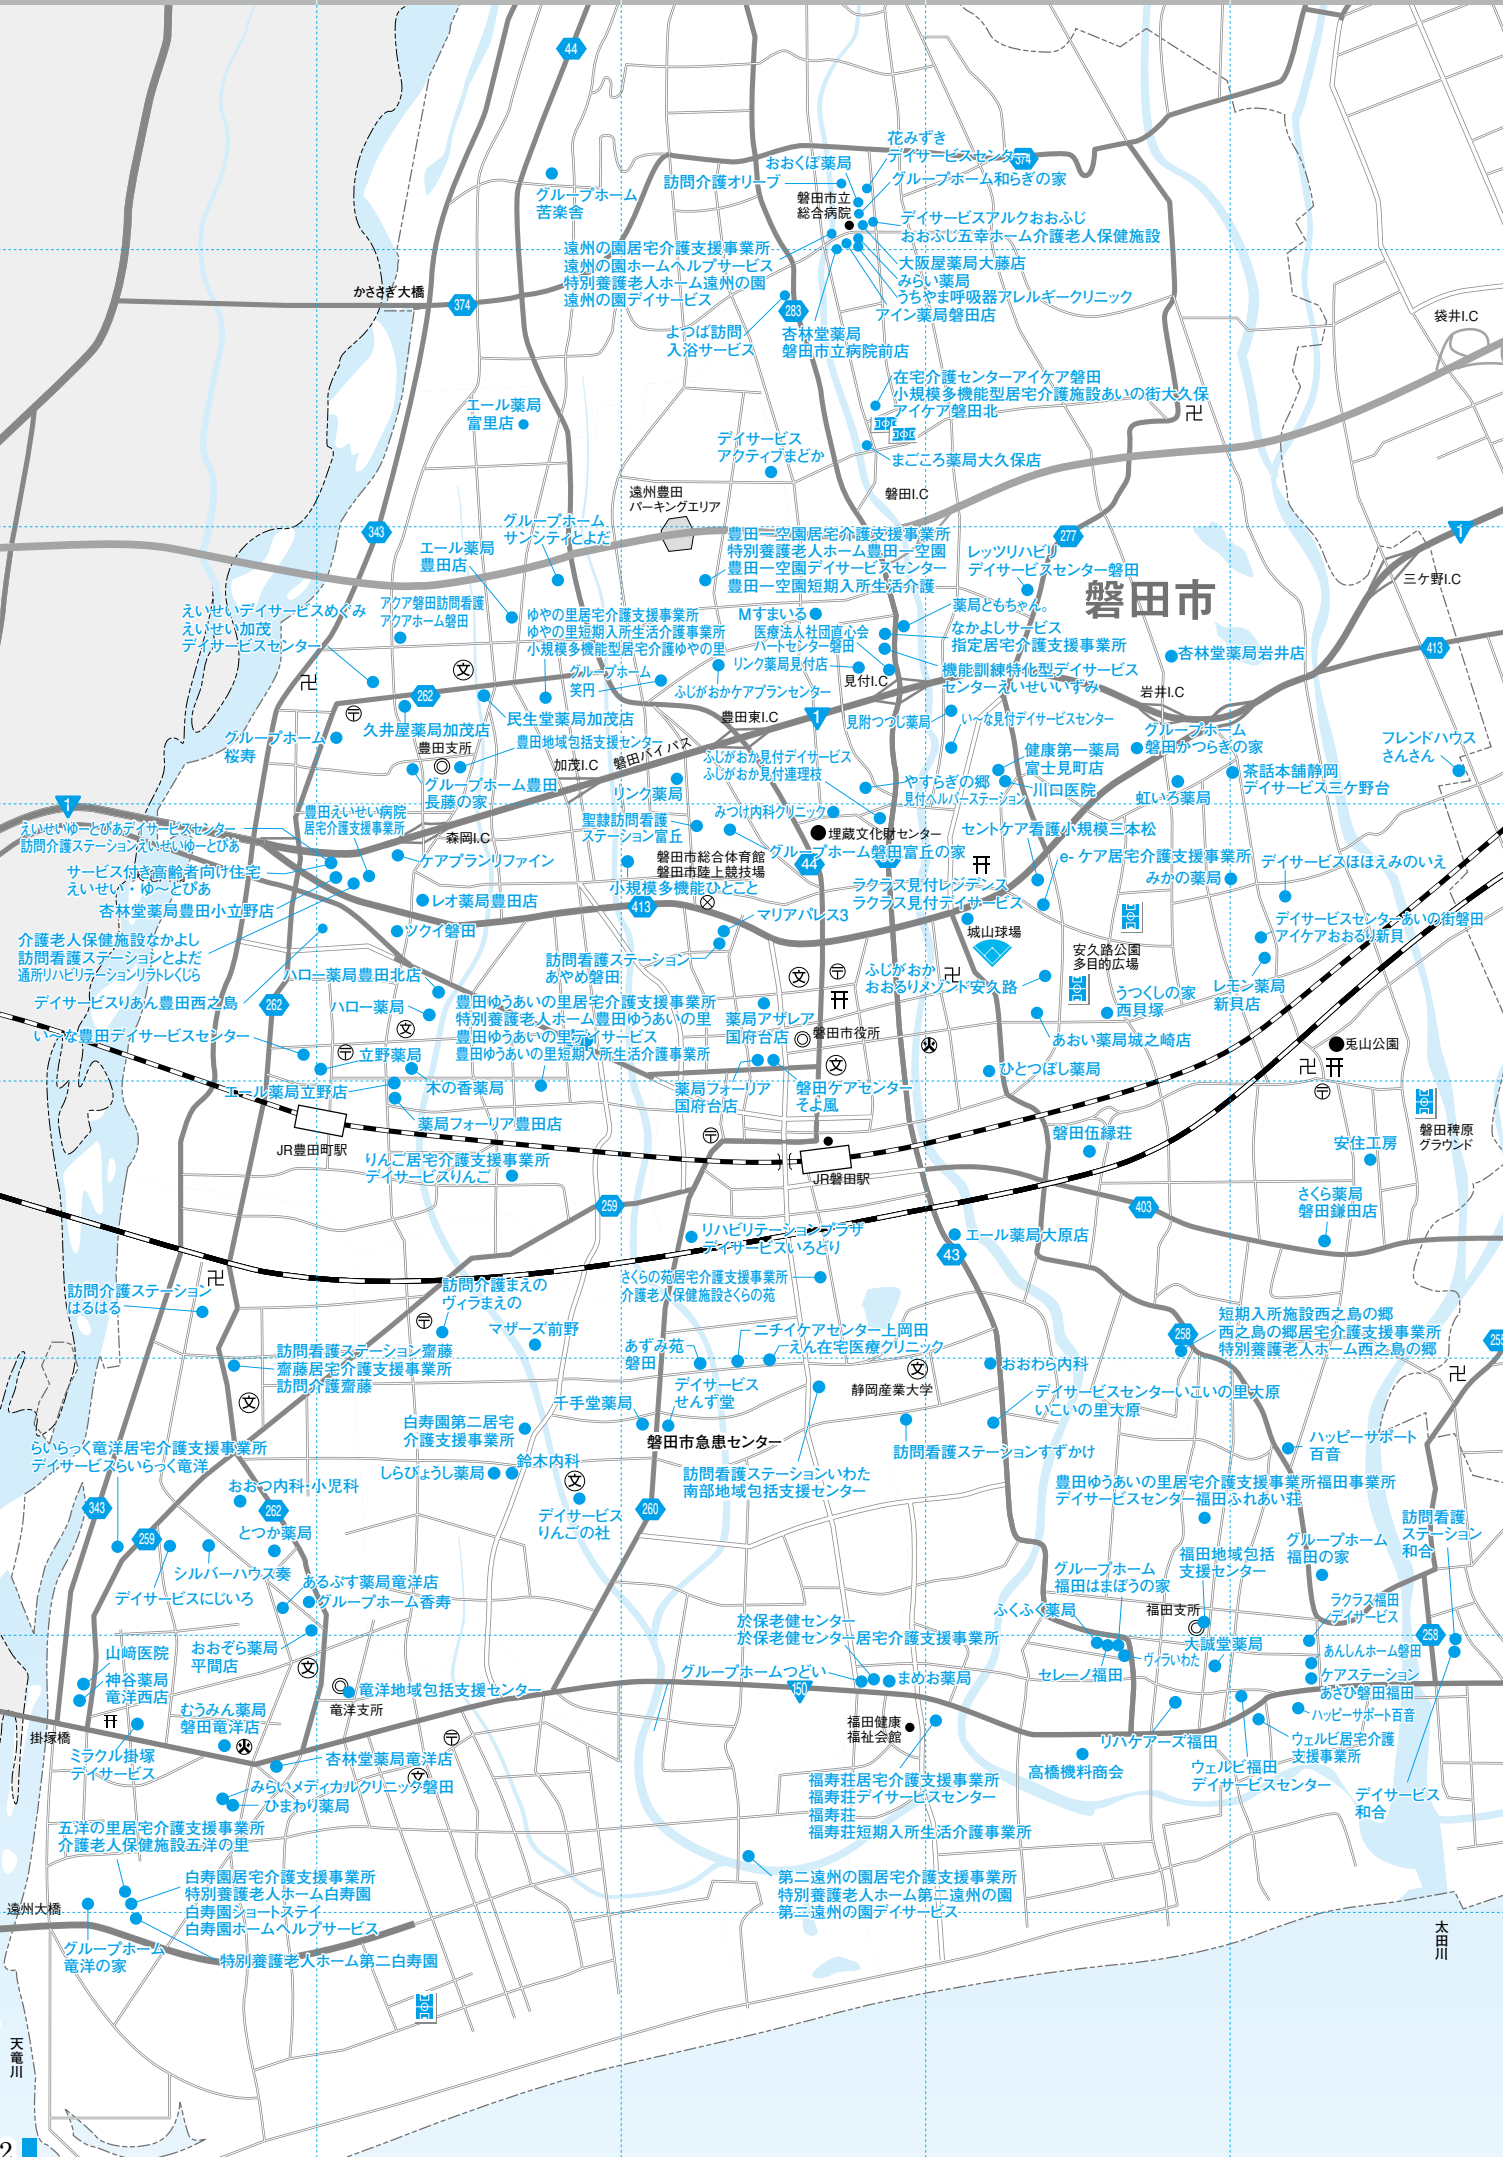 44
花みずき
デイサービスセンター
374
おおくぼ薬局
訪問介護オリーブ
グループホーム和らぎの家
グループホーム
苦楽舎
磐田市立
総合病院
デイサービスアルクおおふじ
おおふじ五幸ホーム介護老人保健施設
遠州の園居宅介護支援事業所
遠州の園ホームヘルプサービス
特別養護老人ホーム遠州の園
遠州の園デイサービス
大阪屋薬局大藤店
みらい薬局
うちやま呼吸器アレルギークリニック
アイン薬局磐田店
かささぎ大橋
374
283
袋井I.C
よつば訪問
入浴サービス
杏林堂薬局
磐田市立病院前店
在宅介護センターアイケア磐田
小規模多機能型居宅介護施設あいの街大久保
アイケア磐田北
エール薬局
富里店
デイサービス
アクティブまどか
まごころ薬局大久保店
遠州豊田
パーキングエリア
磐田I.C
343
グループホーム
サンシティとよだ
エール薬局
豊田店
豊田一空園居宅介護支援事業所
特別養護老人ホーム豊田一空園
豊田一空園デイサービスセンター
豊田一空園短期入所生活介護
277
1
レッツリハビリ
デイサービスセンター磐田
三ケ野I.C
磐田市
えいせいデイサービスめぐみ
えいせい加茂
デイサービスセンター
アクア磐田訪問看護
アクアホーム磐田
ゆやの里居宅介護支援事業所
ゆやの里短期入所生活介護事業所
小規模多機能型居宅介護ゆやの里
Mすまいる
薬局ともちゃん。
医療法人社団直心会
ハートセンター磐田
なかよしサービス
指定居宅介護支援事業所
リンク薬局見付店
機能訓練特化型デイサービス
センターえいせいいずみ
杏林堂薬局岩井店
413
グループホーム
笑円
ふじがおかケアプランセンター
見付I.C
岩井I.C
262
民生堂薬局加茂店
久井屋薬局加茂店
豊田東I.C
1
見附つつじ薬局
い～な見付デイサービスセンター
グループホーム
桜寿
豊田支所
豊田地域包括支援センター
磐田バイパス
加茂I.C
健康第一薬局
富士見町店
グループホーム
磐田かつらぎの家
フレンドハウス
さんさん
グループホーム豊田
長藤の家
リンク薬局
ふじがおか見付デイサービス
ふじがおか見付連理枝
やすらぎの郷
見付ヘルパーステーション
川口医院
虹いろ薬局
茶話本舗静岡
デイサービス三ケ野台
1
豊田えいせい病院
居宅介護支援事業所
えいせいゆーとぴあデイサービスセンター
訪問介護ステーションえいせいゆーとぴあ
森岡I.C
聖隷訪問看護
ステーション富丘
みつけ内科クリニック
埋蔵文化財センター
セントケア看護小規模三本松
サービス付き高齢者向け住宅
えいせい・ゆ～とぴあ
ケアプランリファイン
磐田市総合体育館
磐田市陸上競技場
グループホーム磐田富丘の家
44
e-ケア居宅介護支援事業所
デイサービスほほえみのいえ
みかの薬局
小規模多機能ひとこと
ラクラス見付レジデンス
ラクラス見付デイサービス
レオ薬局豊田店
413
杏林堂薬局豊田小立野店
マリアパレス3
デイサービスセンターあいの街磐田
アイケアおおるり新貝
ツクイ磐田
城山球場
介護老人保健施設なかよし
訪問看護ステーションとよだ
通所リハビリテーションリラトレくじら
訪問看護ステーション
あやめ磐田
安久路公園
多目的広場
ハロー薬局豊田北店
ふじがおか
おおるりメゾンド安久路
レモン薬局
新貝店
デイサービスりあん豊田西之島
262
ハロー薬局
豊田ゆうあいの里居宅介護支援事業所
特別養護老人ホーム豊田ゆうあいの里
豊田ゆうあいの里デイサービス
豊田ゆうあいの里短期入所生活介護事業所
薬局アザレア
国府台店
磐田市役所
うつくしの家
西貝塚
い～な豊田デイサービスセンター
あおい薬局城之崎店
兎山公園
立野薬局
ひとつぼし薬局
エール薬局立野店
木の香薬局
薬局フォーリア
国府台店
磐田ケアセンター
そよ風
薬局フォーリア豊田店
磐田稗原
グラウンド
JR豊田町駅
りんご居宅介護支援事業所
デイサービスりんご
JR磐田駅
磐田伍縁荘
安住工房
259
403
さくら薬局
磐田鎌田店
リハビリテーションプラザ
デイサービスいろどり
エール薬局大原店
43
訪問介護ステーション
はるはる
訪問介護まえの
ヴィラまえの
さくらの苑居宅介護支援事業所
介護老人保健施設さくらの苑
マザーズ前野
あずみ苑
磐田
ニチイケアセンター上岡田
えん在宅医療クリニック
258
短期入所施設西之島の郷
西之島の郷居宅介護支援事業所
特別養護老人ホーム西之島の郷
訪問看護ステーション齋藤
齋藤居宅介護支援事業所
訪問介護齋藤
おおわら内科
デイサービス
せんず堂
静岡産業大学
千手堂薬局
デイサービスセンターいこいの里大原
いこいの里大原
白寿園第二居宅
介護支援事業所
磐田市急患センター
訪問看護ステーションすずかけ
ハッピーサポート
百音
らいらっく竜洋居宅介護支援事業所
デイサービスらいらっく竜洋
鈴木内科
しらびょうし薬局
訪問看護ステーションいわた
南部地域包括支援センター
おおつ内科・小児科
豊田ゆうあいの里居宅介護支援事業所福田事業所
デイサービスセンター福田ふれあい荘
343
262
260
デイサービス
りんごの社
259
とつか薬局
訪問看護
ステーション
和合
グループホーム
福田の家
シルバーハウス奏
福田地域包括
支援センター
デイサービスにじいろ
あるぷす薬局竜洋店
グループホーム香寿
グループホーム
福田はまぼうの家
ラクラス福田
デイサービス
於保老健センター
於保老健センター居宅介護支援事業所
ふくふく薬局
福田支所
258
山﨑医院
おおぞら薬局
平間店
大誠堂薬局
あんしんホーム磐田
ヴィラいわた
セレーノ福田
神谷薬局
竜洋西店
グループホームつどい
まめお薬局
ケアステーション
あさひ磐田福田
150
竜洋地域包括支援センター
竜洋支所
むうみん薬局
磐田竜洋店
福田健康
福祉会館
ハッピーサポート百音
掛塚橋
リハケアーズ福田
ウェルビ居宅介護
支援事業所
ミラクル掛塚
デイサービス
杏林堂薬局竜洋店
高橋機料商会
ウェルビ福田
デイサービスセンター
みらいメディカルクリニック磐田
ひまわり薬局
福寿荘居宅介護支援事業所
福寿荘デイサービスセンター
福寿荘
福寿荘短期入所生活介護事業所
デイサービス
和合
五洋の里居宅介護支援事業所
介護老人保健施設五洋の里
白寿園居宅介護支援事業所
特別養護老人ホーム白寿園
白寿園ショートステイ
白寿園ホームヘルプサービス
第二遠州の園居宅介護支援事業所
特別養護老人ホーム第二遠州の園
第二遠州の園デイサービス
遠州大橋
グループホーム
竜洋の家
特別養護老人ホーム第二白寿園
太田川
天竜川
2